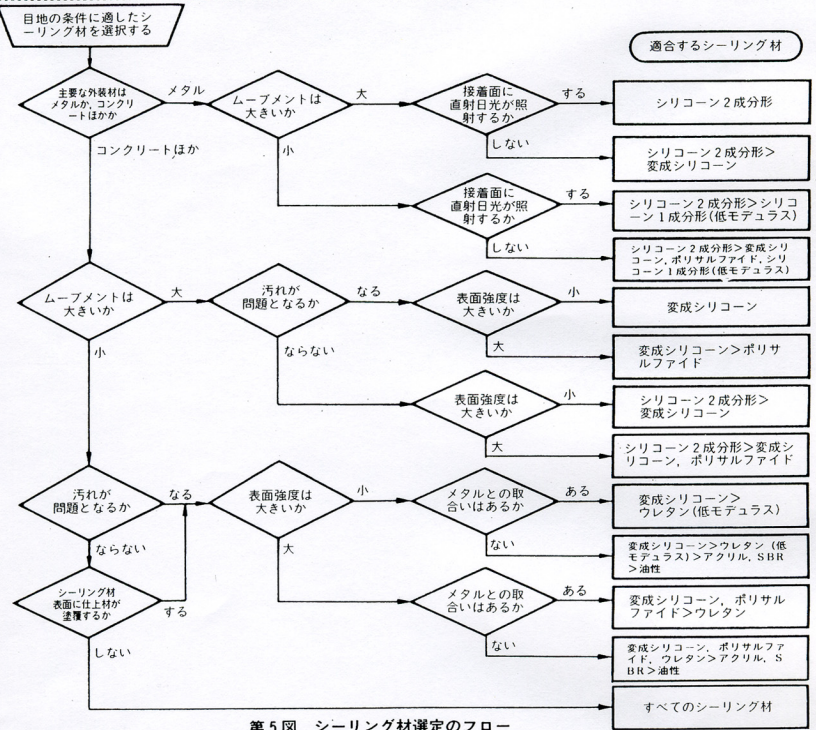 目地の条件に適したシ
ーリング材を選択する
適合するシーリング材
主要な外装材は
メタルか，コンクリ
ートほかか
メタル
ムーブメントは
大きいか
大
接着面に
直射日光が照
射するか
する
シリコーン2成分形
コンクリートほか
小
しない
シリコーン2成分形＞
変成シリコーン
接着面に
直射日光が照
射するか
する
シリコーン2成分形＞シリコ
ーン1成分形(低モデュラス)
しない
シリコーン2成分形＞変成シリ
コーン，ポリサルファイド，シリ
コーン1成分形(低モデュラス)
ムーブメントは
大きいか
大
汚れが
問題となるか
なる
表面強度は
大きいか
小
変成シリコーン
小
ならない
大
変成シリコーン＞ポリサ
ルファイド
表面強度は
大きいか
小
シリコーン2成分形＞
変成シリコーン
大
シリコーン2成分形＞変成シ
リコーン，ポリサルファイド
汚れが
問題となるか
なる
表面強度は
大きいか
小
メタルとの取
合いはあるか
ある
変成シリコーン＞
ウレタン(低モデュラス)
ならない
大
ない
変成シリコーン＞ウレタン（低
モデュラス)＞アクリル，SBR
＞油性
シーリング材
表面に仕上材が
塗覆するか
する
メタルとの取
合いはあるか
ある
変成シリコーン，ポリサル
ファイド＞ウレタン
しない
ない
変成シリコーン，ポリサルファ
イド，ウレタン＞アクリル，S
BR＞油性
すべてのシーリング材
第5図 シーリング材選定のフロー